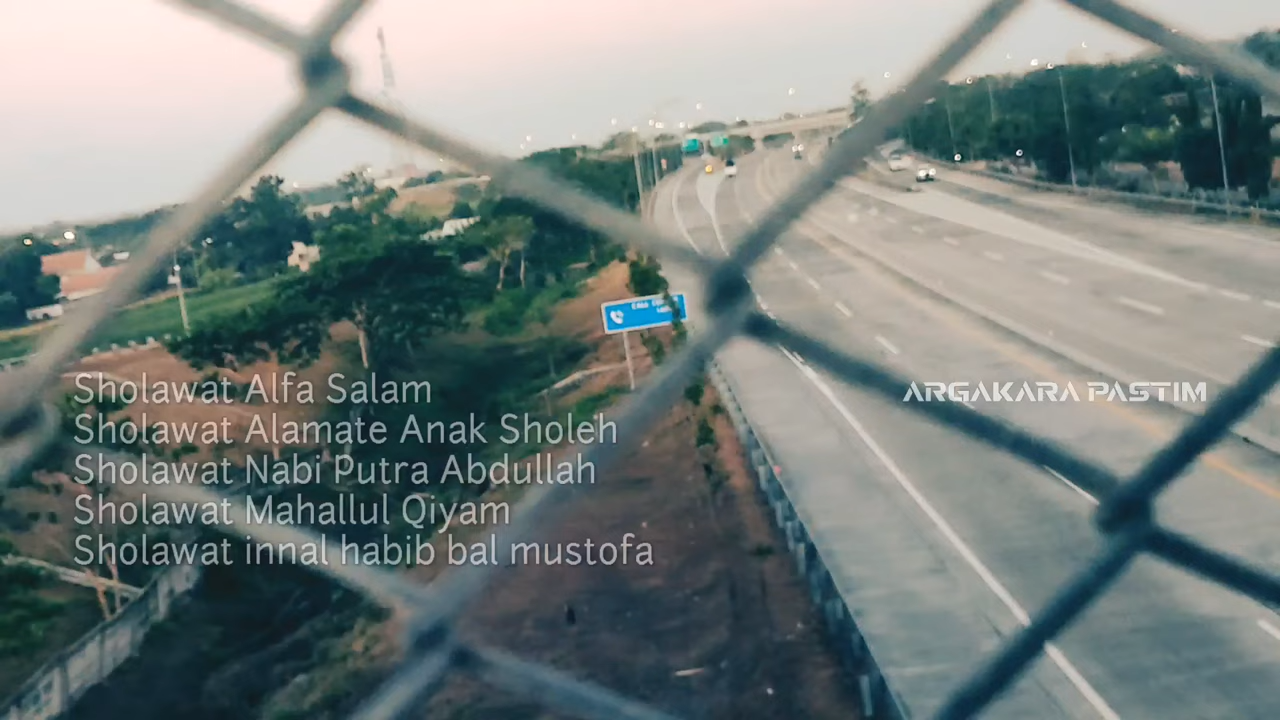 Sholawat Alfa Salam
Sholawat Alamate Anak Sholeh
Sholawat Nabi Putra Abdullah
Sholawat Mahallul Qiyam
Sholawat innal habib bal mustofa
ARGAKARA PASTIM